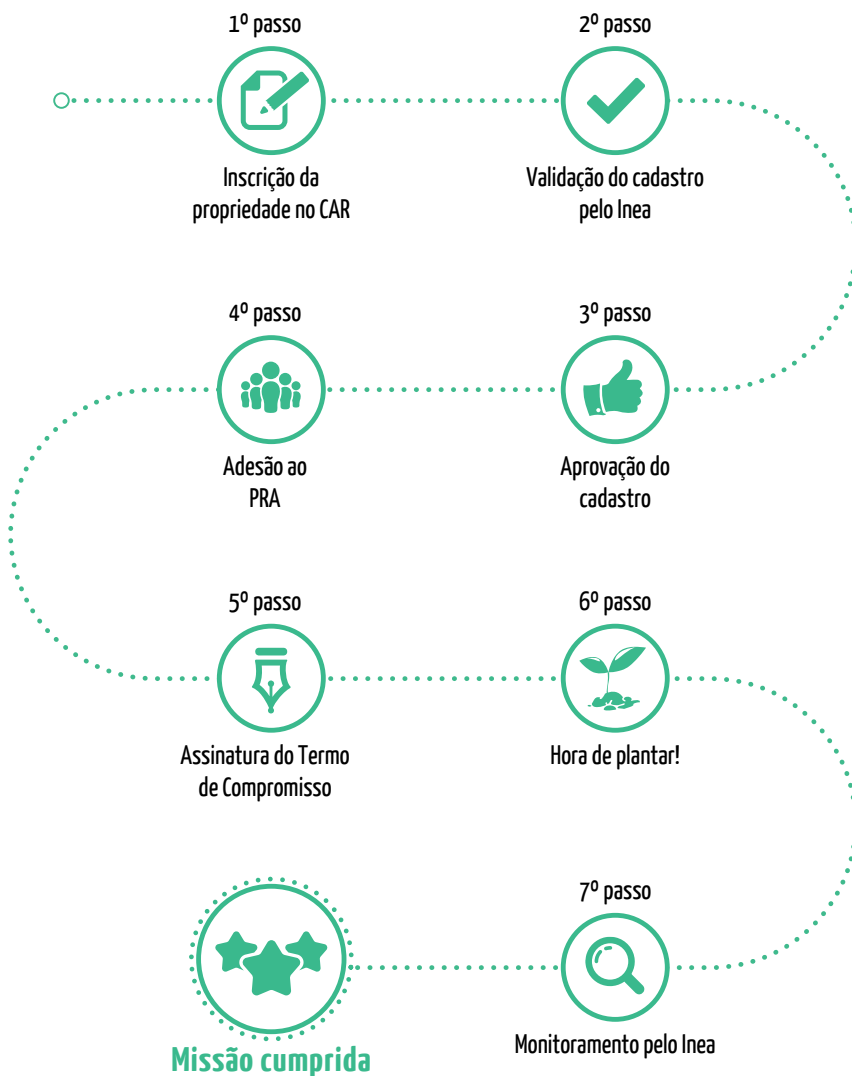 1º passo
Inscrição da
propriedade no CAR
2º passo
Validação do cadastro
pelo Inea
3º passo
Aprovação do
cadastro
4º passo
Adesão ao
PRA
5º passo
Assinatura do Termo
de Compromisso
6º passo
Hora de plantar!
7º passo
Monitoramento pelo Inea
Missão cumprida